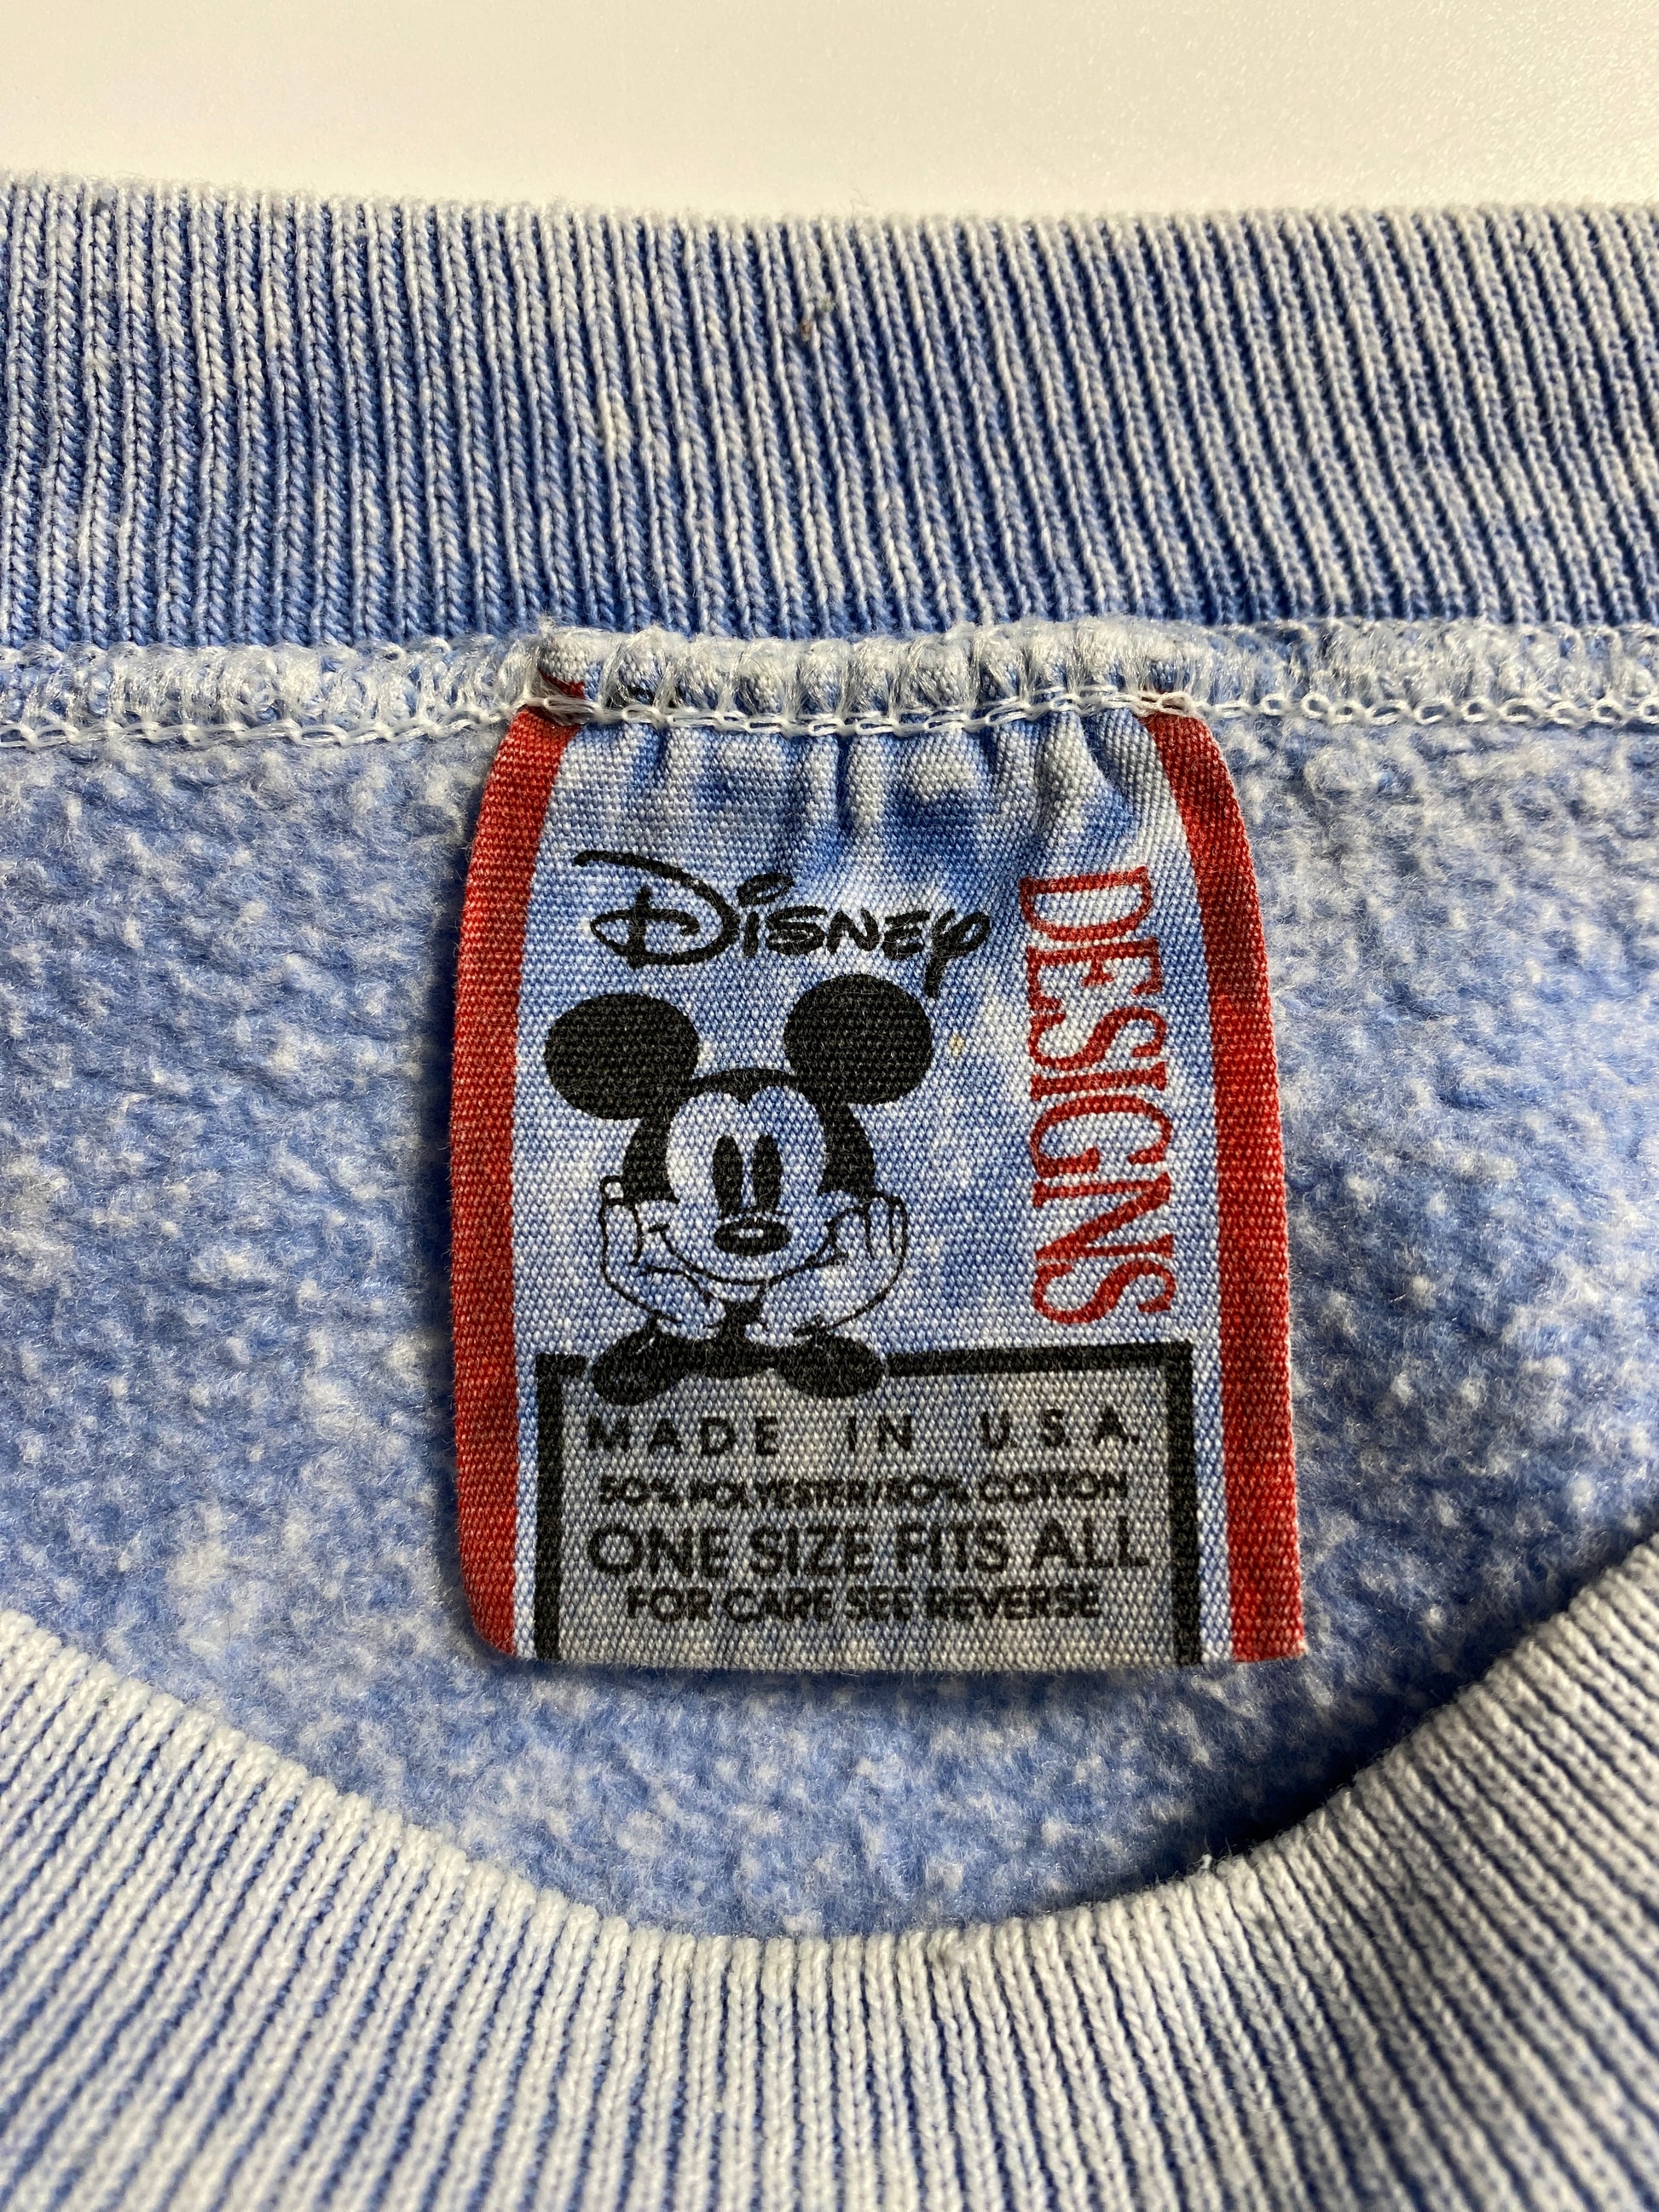 Disney
DESIGNS
MADE IN U.S.A.
50% POLYESTER/50% COTTON
ONE SIZE FITS ALL
FOR CARE SEE REVERSE